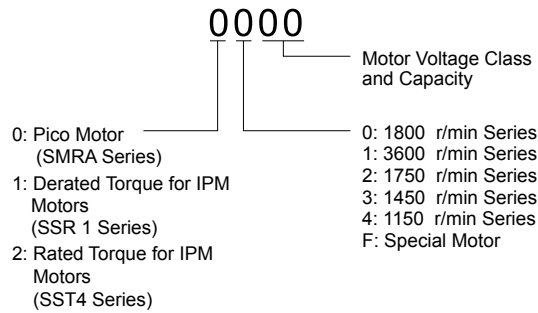 0000
Motor Voltage Class
and Capacity
0: Pico Motor
(SMRA Series)
1: Derated Torque for IPM
Motors
(SSR 1 Series)
2: Rated Torque for IPM
Motors
(SST4 Series)
0: 1800 r/min Series
1: 3600 r/min Series
2: 1750 r/min Series
3: 1450 r/min Series
4: 1150 r/min Series
F: Special Motor